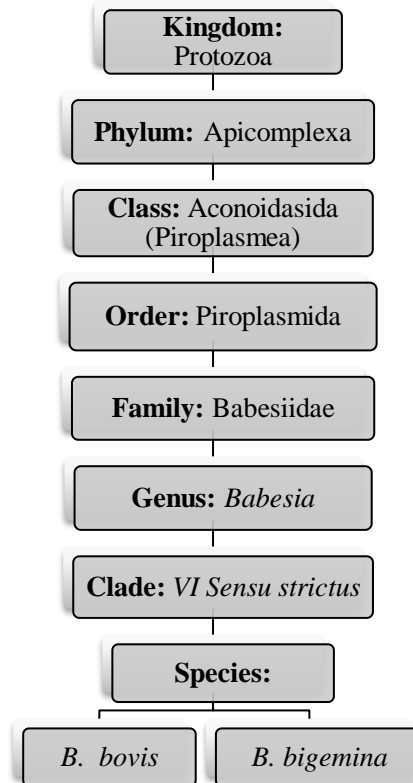 Kingdom:
Protozoa
Phylum: Apicomplexa
Class: Aconoidasida
(Piroplasmea)
Order: Piroplasmida
Family: Babesiidae
Genus: Babesia
Clade: VI Sensu strictus
Species:
B. bovis
B. bigemina